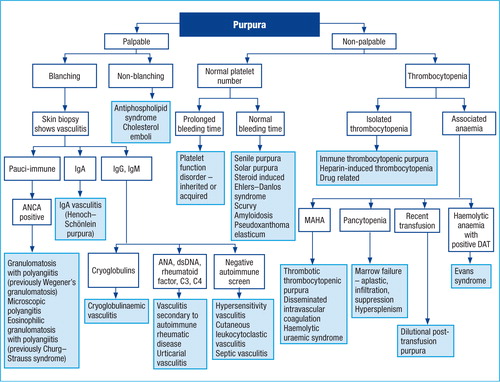 Purpura
Palpable
Non-palpable
Blanching
Non-blanching
Normal platelet
number
Thrombocytopenia
Skin biopsy
shows vasculitis
Antiphospholipid
syndrome
Cholesterol
emboli
Prolonged
bleeding time
Normal
bleeding time
Isolated
thrombocytopenia
Associated
anaemia
Pauci-immune
IgA
IgG, IgM
Platelet
function
disorder –
inherited or
acquired
Senile purpura
Solar purpura
Steroid induced
Ehlers–Danlos
syndrome
Scurvy
Amyloidosis
Pseudoxanthoma
elasticum
Immune thrombocytopenic purpura
Heparin-induced thrombocytopenia
Drug related
ANCA
positive
IgA vasculitis
(Henoch–
Schönlein
purpura)
MAHA
Pancytopenia
Recent
transfusion
Haemolytic
anaemia with
positive DAT
Granulomatosis
with polyangiitis
(previously Wegener's
granulomatosis)
Microscopic
polyangitis
Eosinophilic
granulomatosis
with polyangiitis
(previously Churg–
Strauss syndrome)
Cryoglobulins
ANA, dsDNA,
rheumatoid
factor, C3, C4
Negative
autoimmune
screen
Cryoglobulinaemic
vasculitis
Vasculitis
secondary to
autoimmune
rheumatic
disease
Urticarial
vasculitis
Hypersensitivity
vasculitis
Cutaneous
leukocytoclastic
vasculitis
Septic vasculitis
Thrombotic
thrombocytopenic
purpura
Disseminated
intravascular
coagulation
Haemolytic
uraemic syndrome
Marrow failure
– aplastic,
infiltration,
suppression
Hypersplenism
Dilutional post-
transfusion
purpura
Evans
syndrome